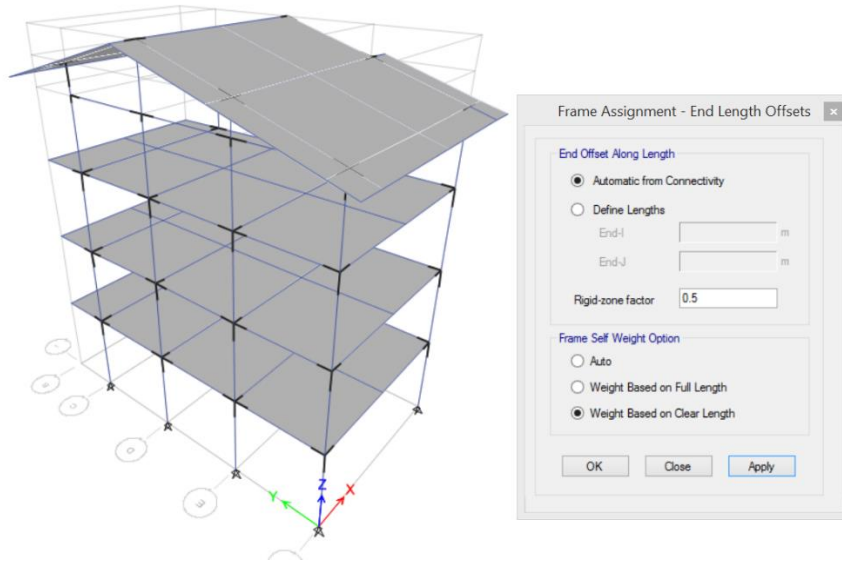 Frame Assignment - End Length Offsets
End Offset Along Length
Automatic from Connectivity
Define Lengths
End-I m
End-J m
Rigid-zone factor 0.5
Frame Self Weight Option
Auto
Weight Based on Full Length
Weight Based on Clear Length
OK Close Apply
Z
X
Y